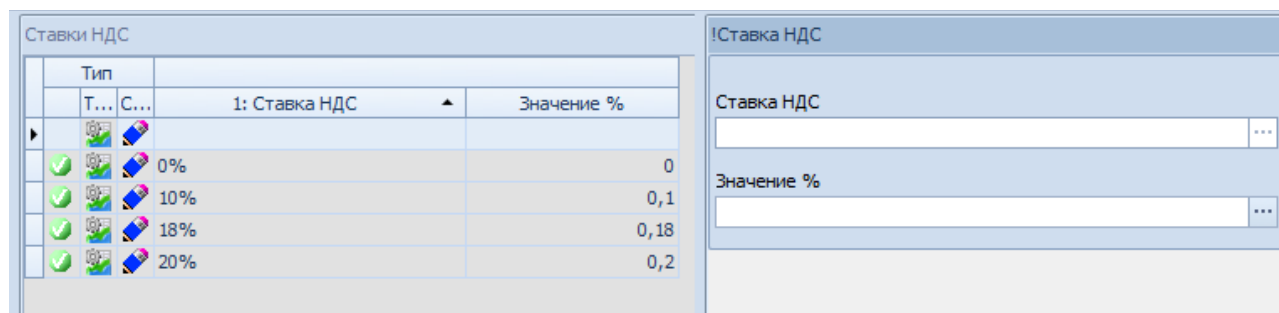 Ставки НДС
Тип
Т... С... 1: Ставка НДС Значение %
0% 0
10% 0,1
18% 0,18
20% 0,2
!Ставка НДС
Ставка НДС
...
Значение %
...